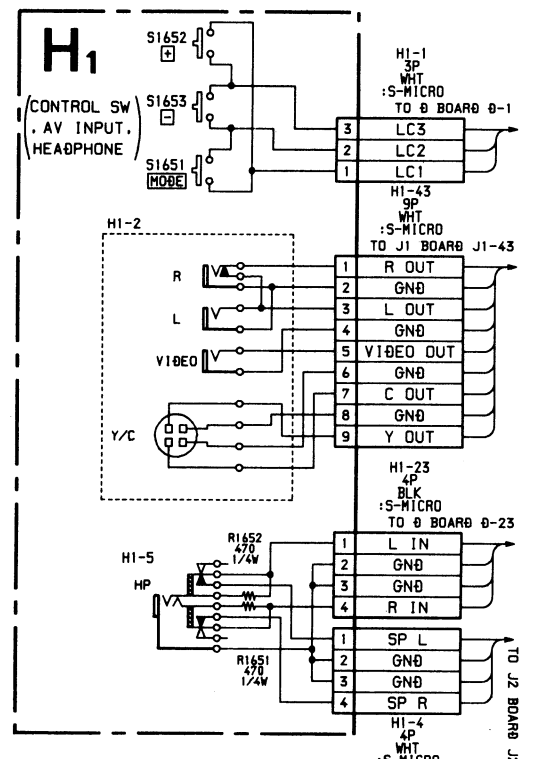 H1
(CONTROL SW
, AV INPUT,
HEADPHONE)
S1652
+
S1653
-
S1651
MODE
H1-1
3P
WHT
:S-MICRO
TO D BOARD D-1
3 LC3
2 LC2
1 LC1
H1-43
9P
WHT
:S-MICRO
TO J1 BOARD J1-43
H1-2
R
L
VIDEO
Y/C
1 R OUT
2 GND
3 L OUT
4 GND
5 VIDEO OUT
6 GND
7 C OUT
8 GND
9 Y OUT
H1-23
4P
BLK
:S-MICRO
TO D BOARD D-23
H1-5
HP
R1652
470
1/4W
R1651
470
1/4W
1 L IN
2 GND
3 GND
4 R IN
1 SP L
2 GND
3 GND
4 SP R
H1-4
4P
WHT
:S-MICRO
TO J2 BOARD